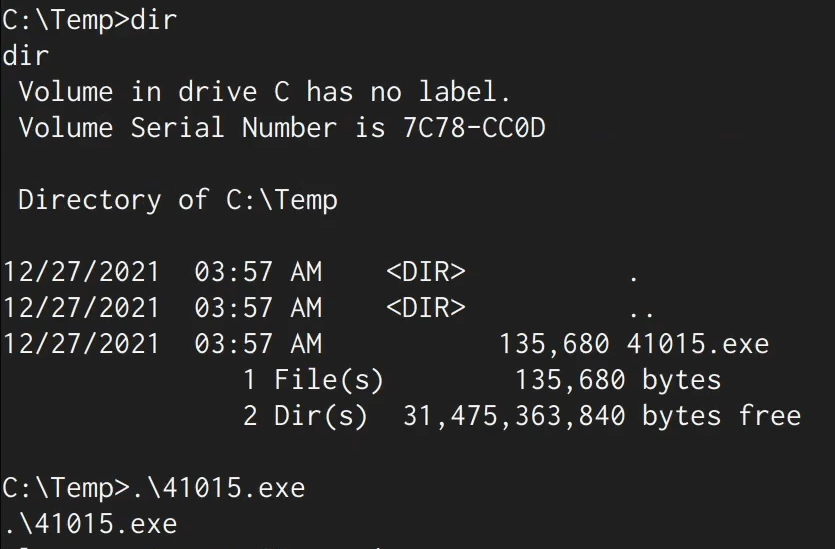 C:\Temp>dir
dir
Volume in drive C has no label.
Volume Serial Number is 7C78-CC0D
Directory of C:\Temp
12/27/2021  03:57 AM    <DIR>          .
12/27/2021  03:57 AM    <DIR>          ..
12/27/2021  03:57 AM           135,680 41015.exe
1 File(s)        135,680 bytes
2 Dir(s)  31,475,363,840 bytes free
C:\Temp>.\41015.exe
.\41015.exe